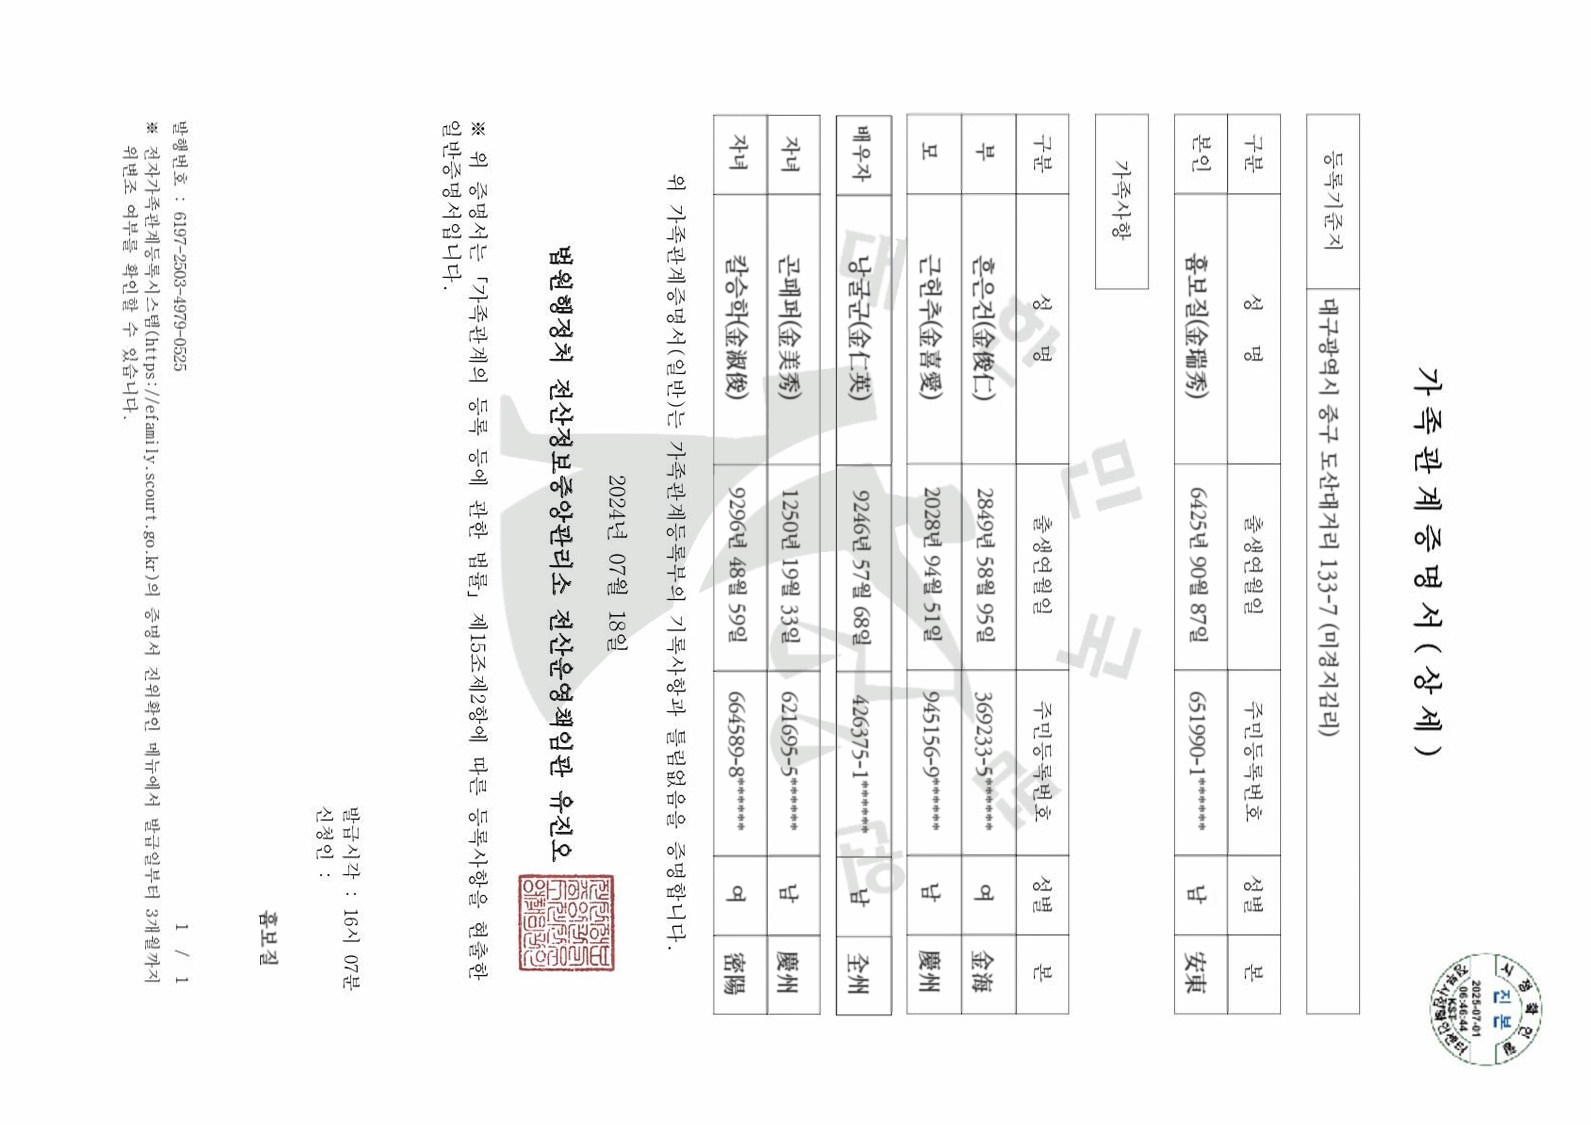 가족관계증명서(상세)
시점확인필
진본
2025-07-01
06:46:44
KST
등록기준지 대구광역시 중구 도산대거리 133-7 (미경지김리)
구분 성 명 출생연월일 주민등록번호 성별 본
본인 흠보질(金瑞秀) 6425년 90월 87일 651990-1****** 남 安東
가족사항
구분 성 명 출생연월일 주민등록번호 성별 본
부 흔은건(金俊仁) 2849년 58월 95일 369233-5****** 여 金海
모 근헌추(金喜愛) 2028년 94월 51일 945156-9****** 남 慶州
배우자 낭굴군(金仁英) 9246년 57월 68일 426375-1****** 남 全州
자녀 곤패퍼(金美秀) 1250년 19월 33일 621695-5****** 남 慶州
자녀 캄승학(金淑俊) 9296년 48월 59일 664589-8****** 여 密陽
위 가족관계증명서(일반)는 가족관계등록부의 기록사항과 틀림없음을 증명합니다.
2024년 07월 18일
법원행정처 전산정보중앙관리소 전산운영책임관 유진오
※ 위 증명서는 「가족관계의 등록 등에 관한 법률」 제15조제2항에 따른 등록사항을 현출한
일반증명서입니다.
발급시각 : 16시 07분
신청인 :
흠보질
발행번호 : 6197-2503-4979-0525 1 / 1
※ 전자가족관계등록시스템(https://efamily.scourt.go.kr)의 증명서 진위확인 메뉴에서 발급일부터 3개월까지
위변조 여부를 확인할 수 있습니다.
대한민국법원